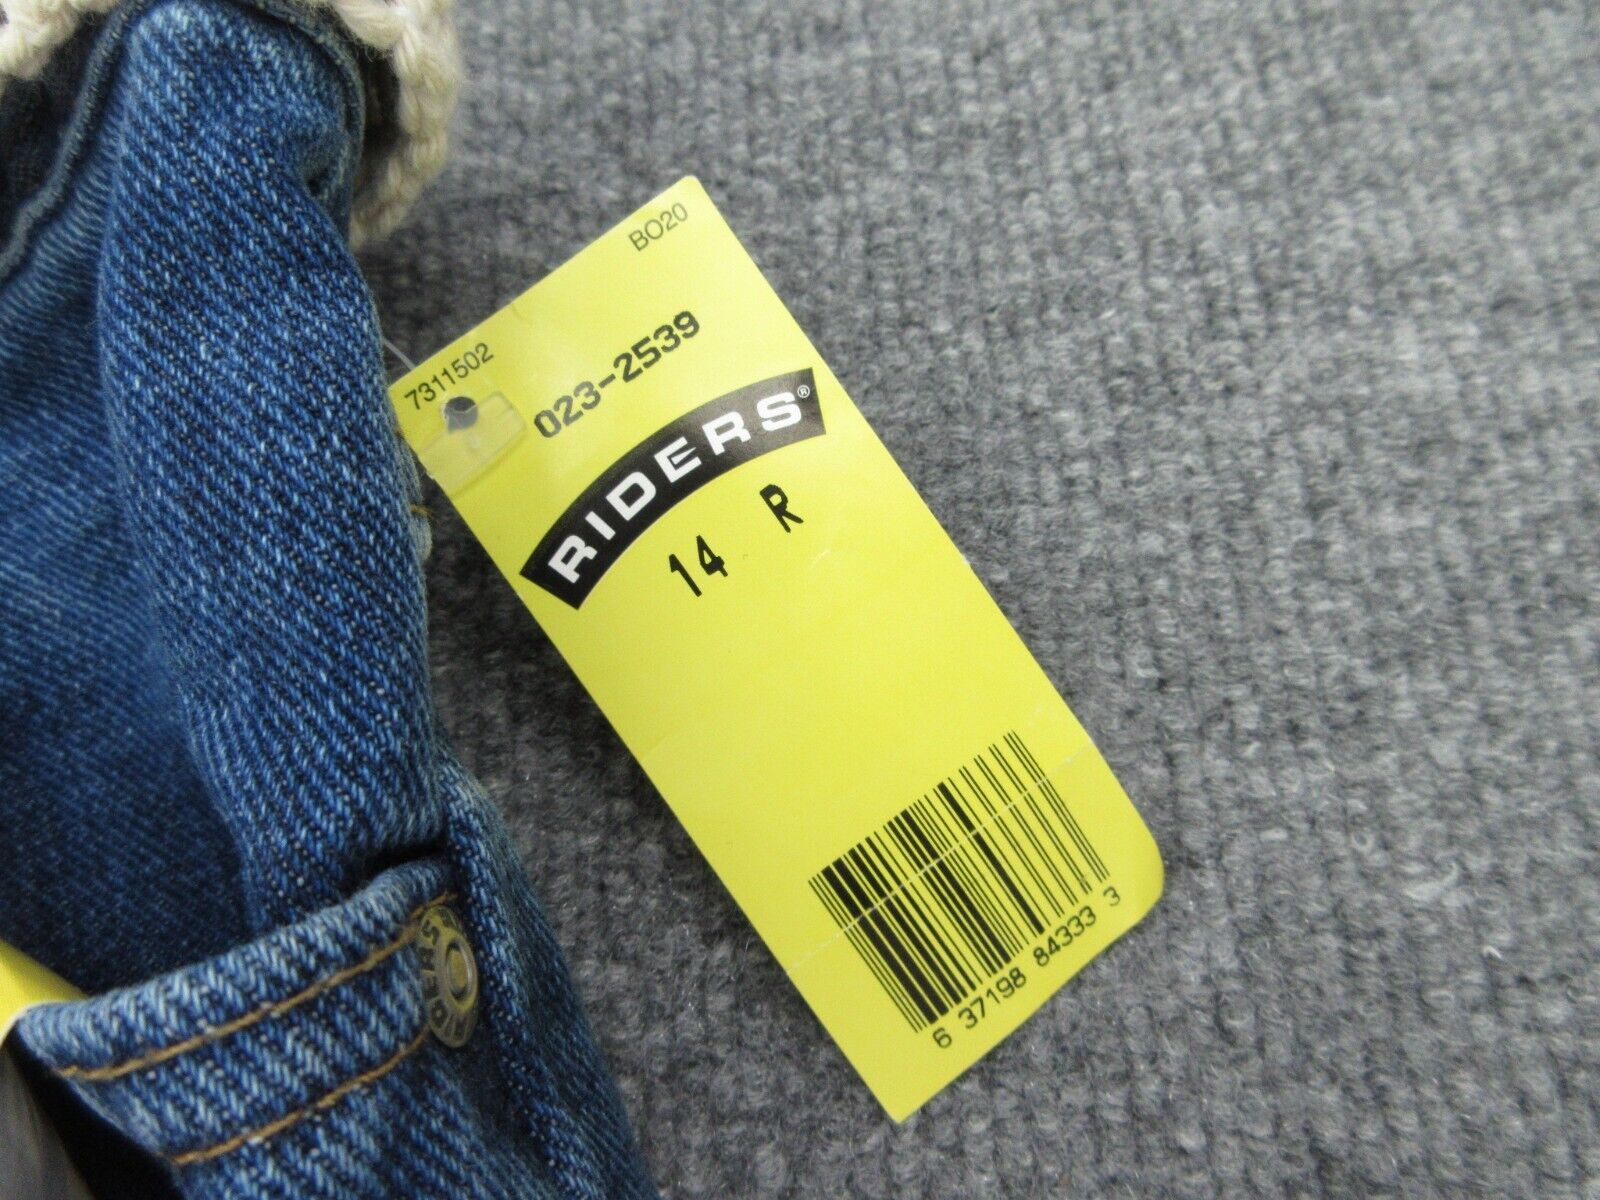 7311502 BO20
023-2539
RIDERS®
14 R
6 37198 84333 3
RIDERS